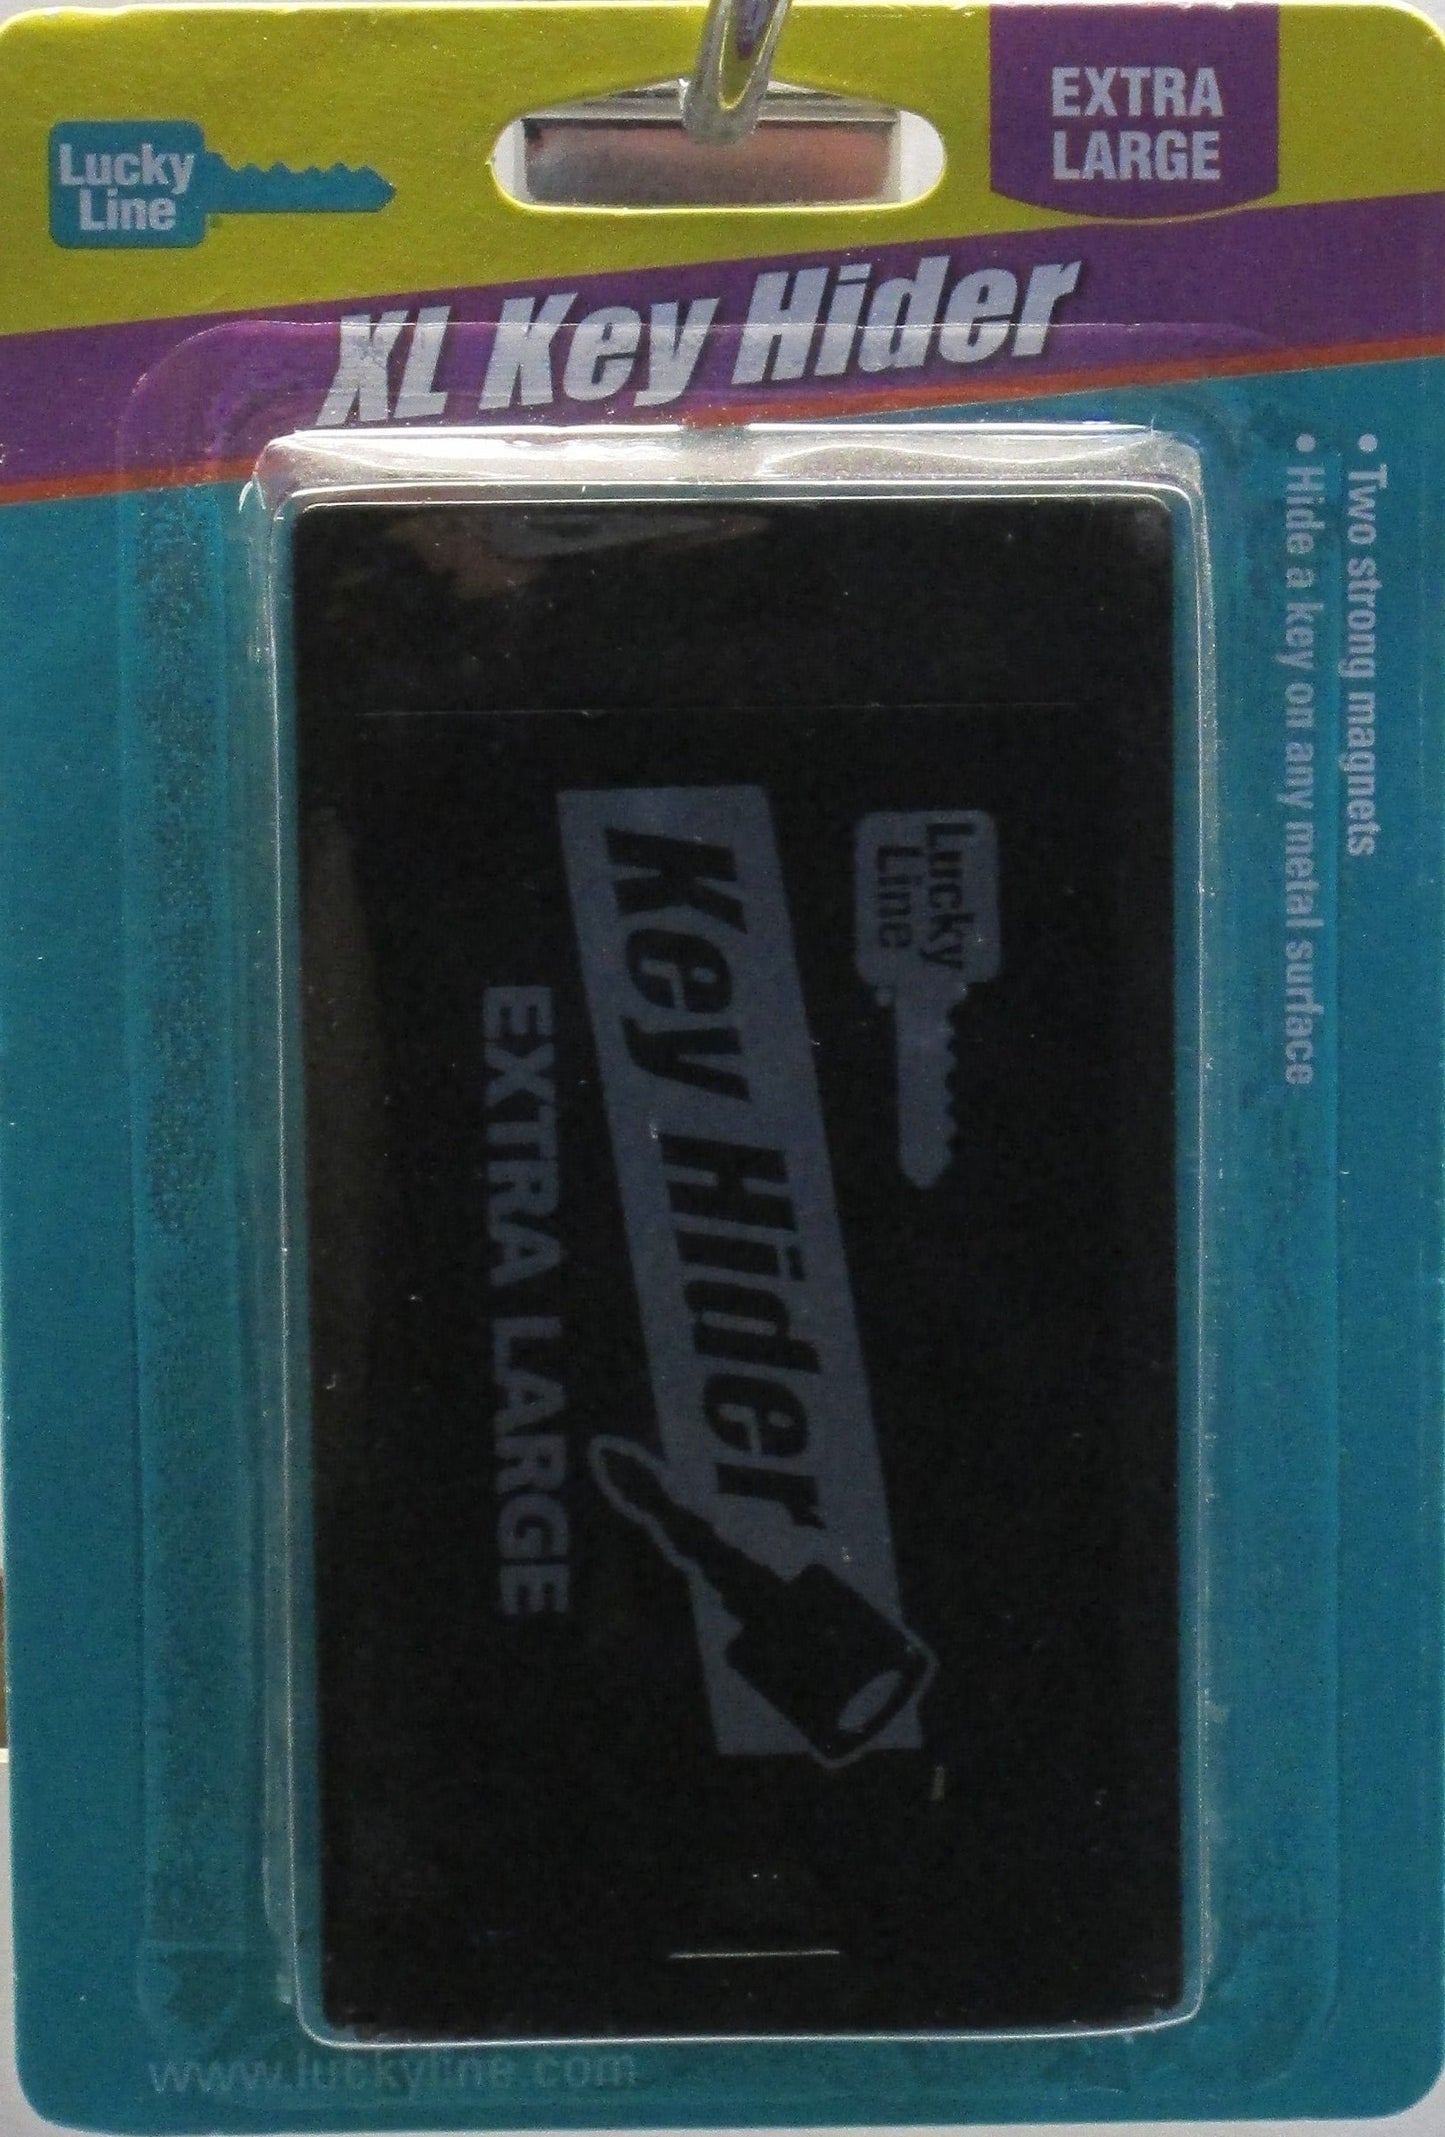 Lucky
Line
EXTRA
LARGE
XL Key Hider
• Two strong magnets
• Hide a key on any metal surface
Lucky
Line
Key Hider
EXTRA LARGE
www.luckyline.com